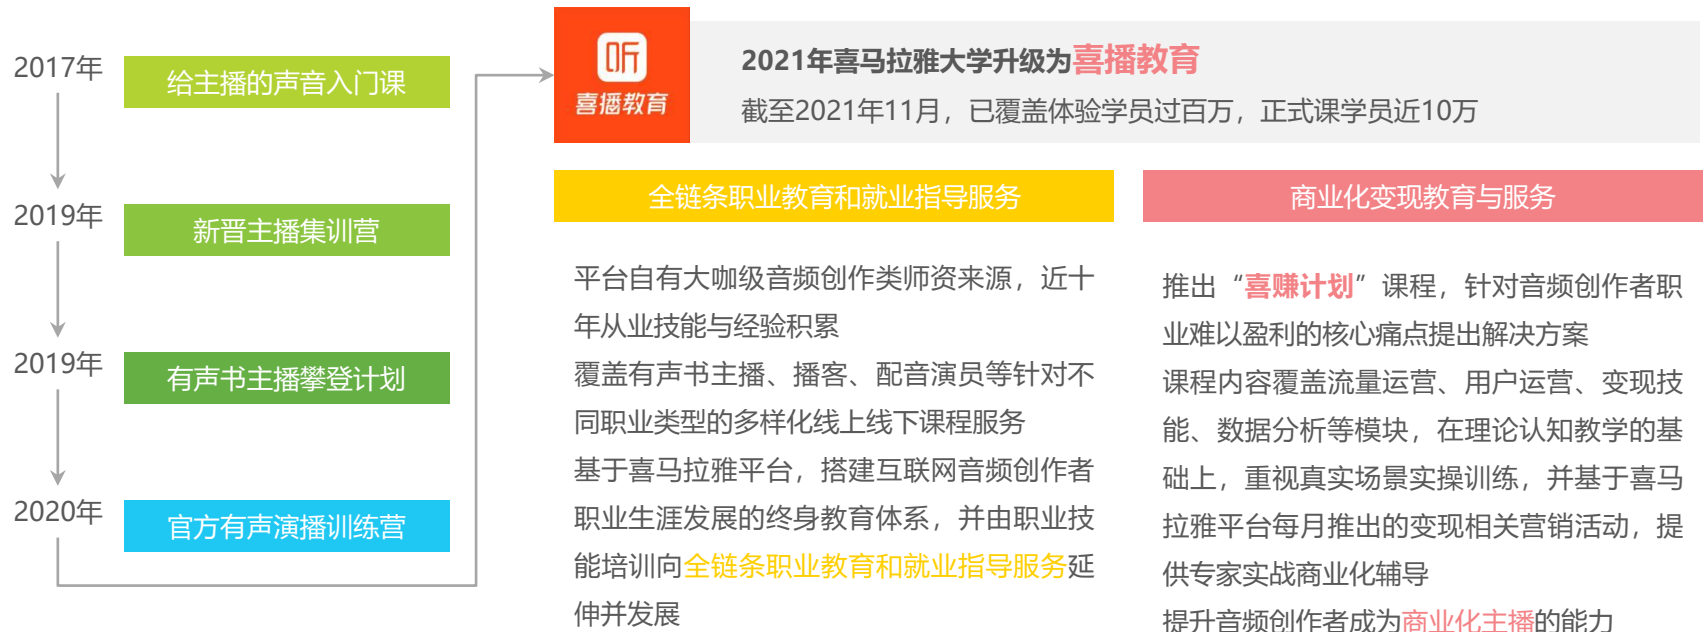 2017年
给主播的声音入门课
2019年
新晋主播集训营
2019年
有声书主播攀登计划
2020年
官方有声演播训练营
听
喜播教育
2021年喜马拉雅大学升级为喜播教育
截至2021年11月，已覆盖体验学员过百万，正式课学员近10万
全链条职业教育和就业指导服务
平台自有大咖级音频创作类师资来源，近十
年从业技能与经验积累
覆盖有声书主播、播客、配音演员等针对不
同职业类型的多样化线上线下课程服务
基于喜马拉雅平台，搭建互联网音频创作者
职业生涯发展的终身教育体系，并由职业技
能培训向全链条职业教育和就业指导服务延
伸并发展
商业化变现教育与服务
推出“喜赚计划”课程，针对音频创作者职
业难以盈利的核心痛点提出解决方案
课程内容覆盖流量运营、用户运营、变现技
能、数据分析等模块，在理论认知教学的基
础上，重视真实场景实操训练，并基于喜马
拉雅平台每月推出的变现相关营销活动，提
供专家实战商业化辅导
提升音频创作者成为商业化主播的能力